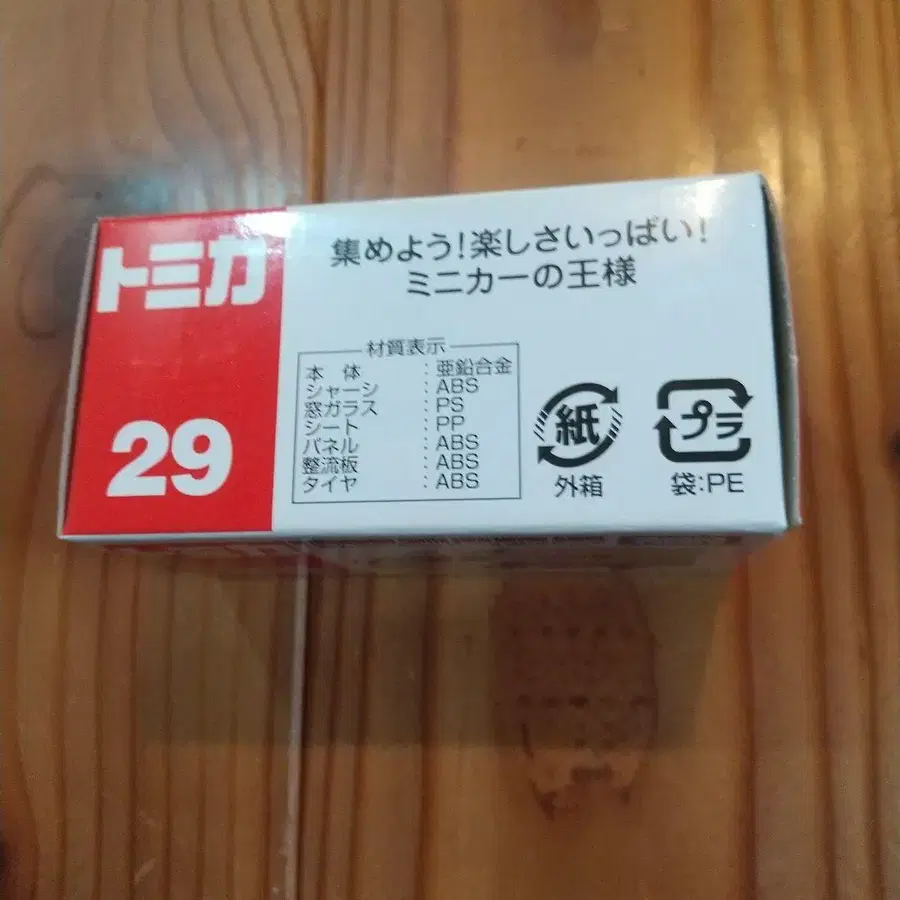 トミカ
29
集めよう!楽しさいっぱい!
ミニカーの王様
材質表示
本体:亜鉛合金
シャーシ:ABS
窓ガラス:PS
シート:PP
パネル:ABS
整流板:ABS
タイヤ:ABS
紙
外箱
プラ
袋:PE